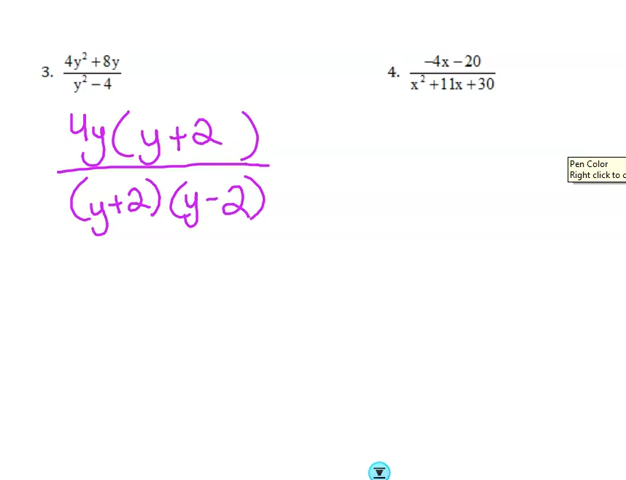 3. 4y² + 8y / y² − 4
4y(y+2) / (y+2)(y−2)
4. −4x − 20 / x² + 11x + 30
Pen Color
Right click to